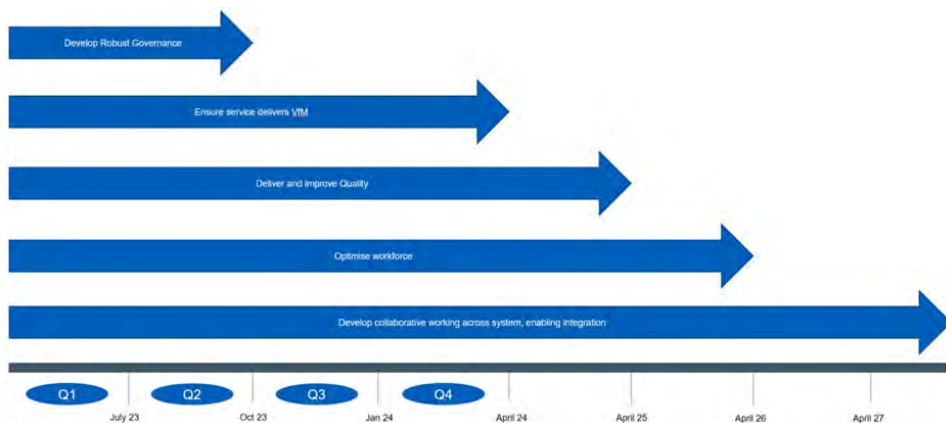 Develop Robust Governance
Ensure service delivers VfM
Deliver and improve Quality
Optimise workforce
Develop collaborative working across system, enabling integration
Q1
Q2
Q3
Q4
July 23
Oct 23
Jan 24
April 24
April 25
April 26
April 27